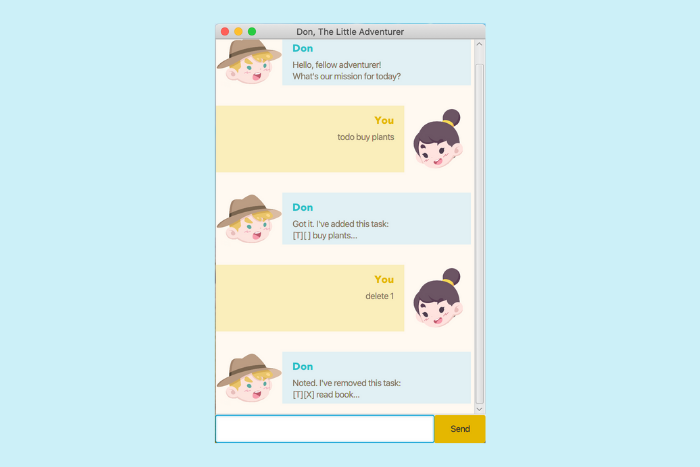 Don, The Little Adventurer
Don
Hello, fellow adventurer!
What's our mission for today?
You
todo buy plants
Don
Got it. I've added this task:
[T][ ] buy plants...
You
delete 1
Don
Noted. I've removed this task:
[T][X] read book...
Send